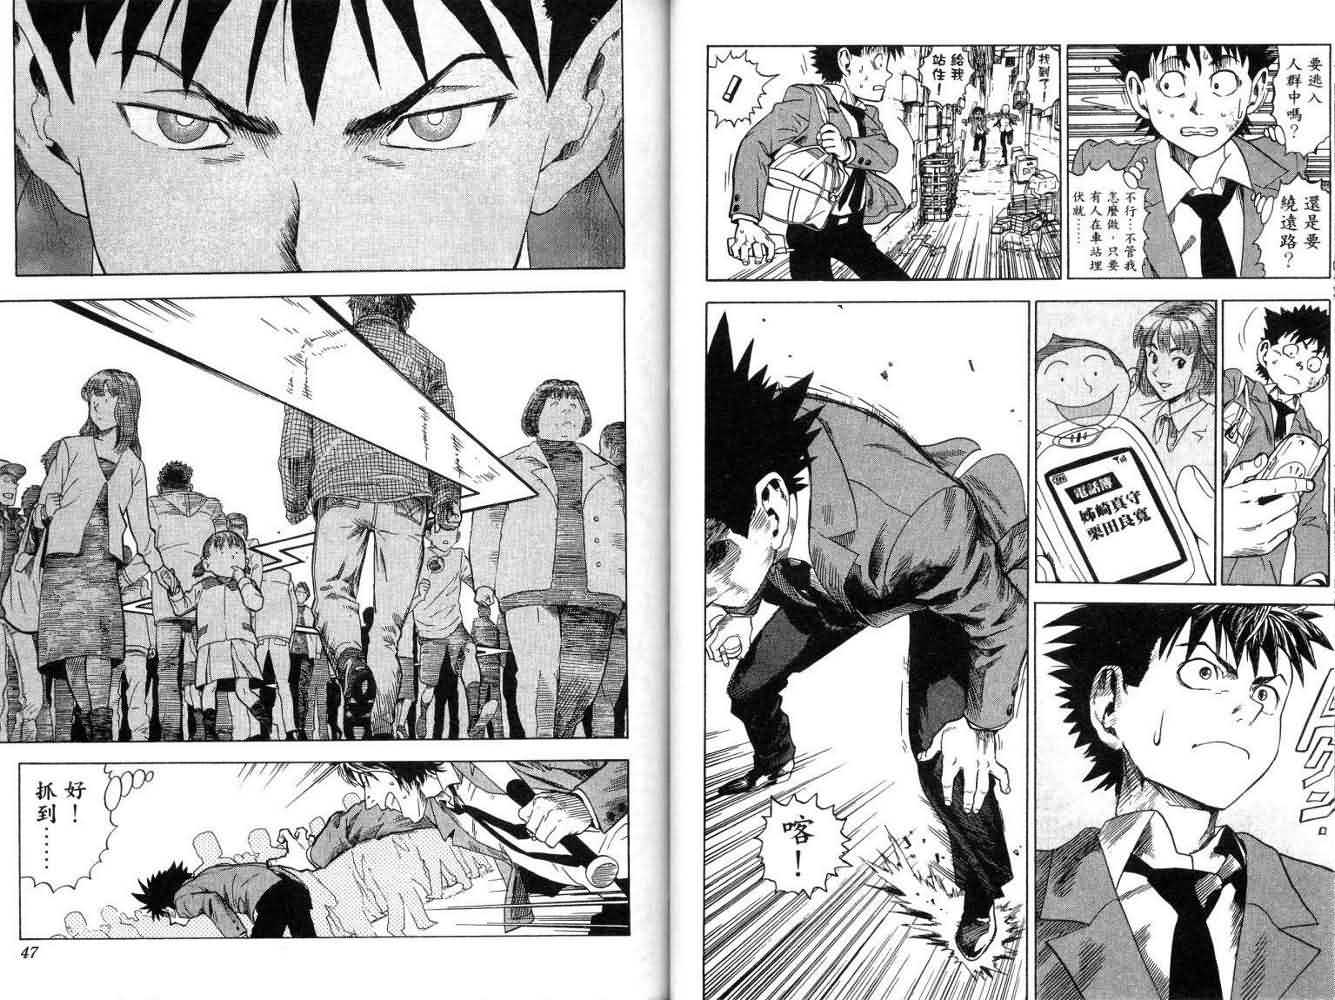 要逃入
人群中嗎？
還是要
繞遠路？
不行…不管我
怎麼做，只要
有人在車站埋
伏就……
找到了！
給我
站住！
！
電話簿
姊崎真守
栗田良寬
喀！
好！
抓到……
47